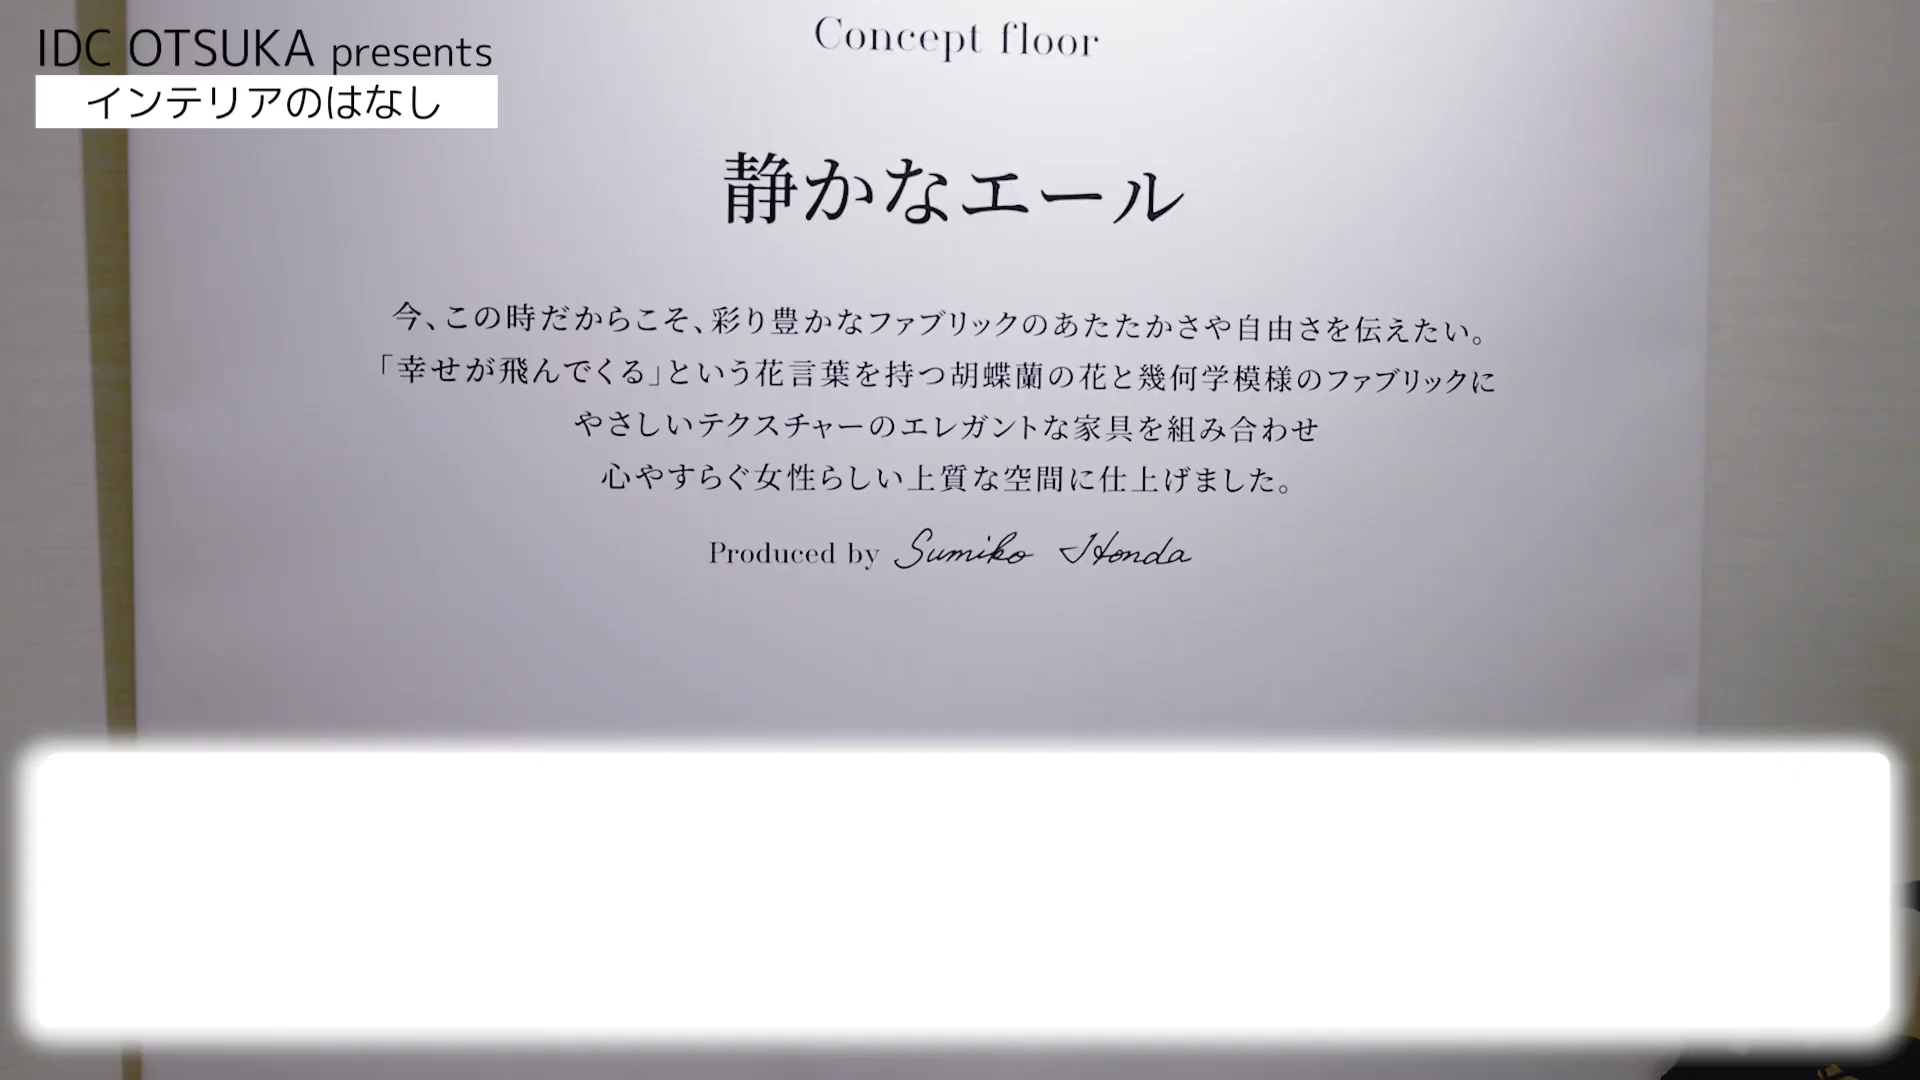 IDC OTSUKA presents
インテリアのはなし
Concept floor
静かなエール
今、この時だからこそ、彩り豊かなファブリックのあたたかさや自由さを伝えたい。
「幸せが飛んでくる」という花言葉を持つ胡蝶蘭の花と幾何学模様のファブリックに
やさしいテクスチャーのエレガントな家具を組み合わせ
心やすらぐ女性らしい上質な空間に仕上げました。
Produced by Sumiko Honda